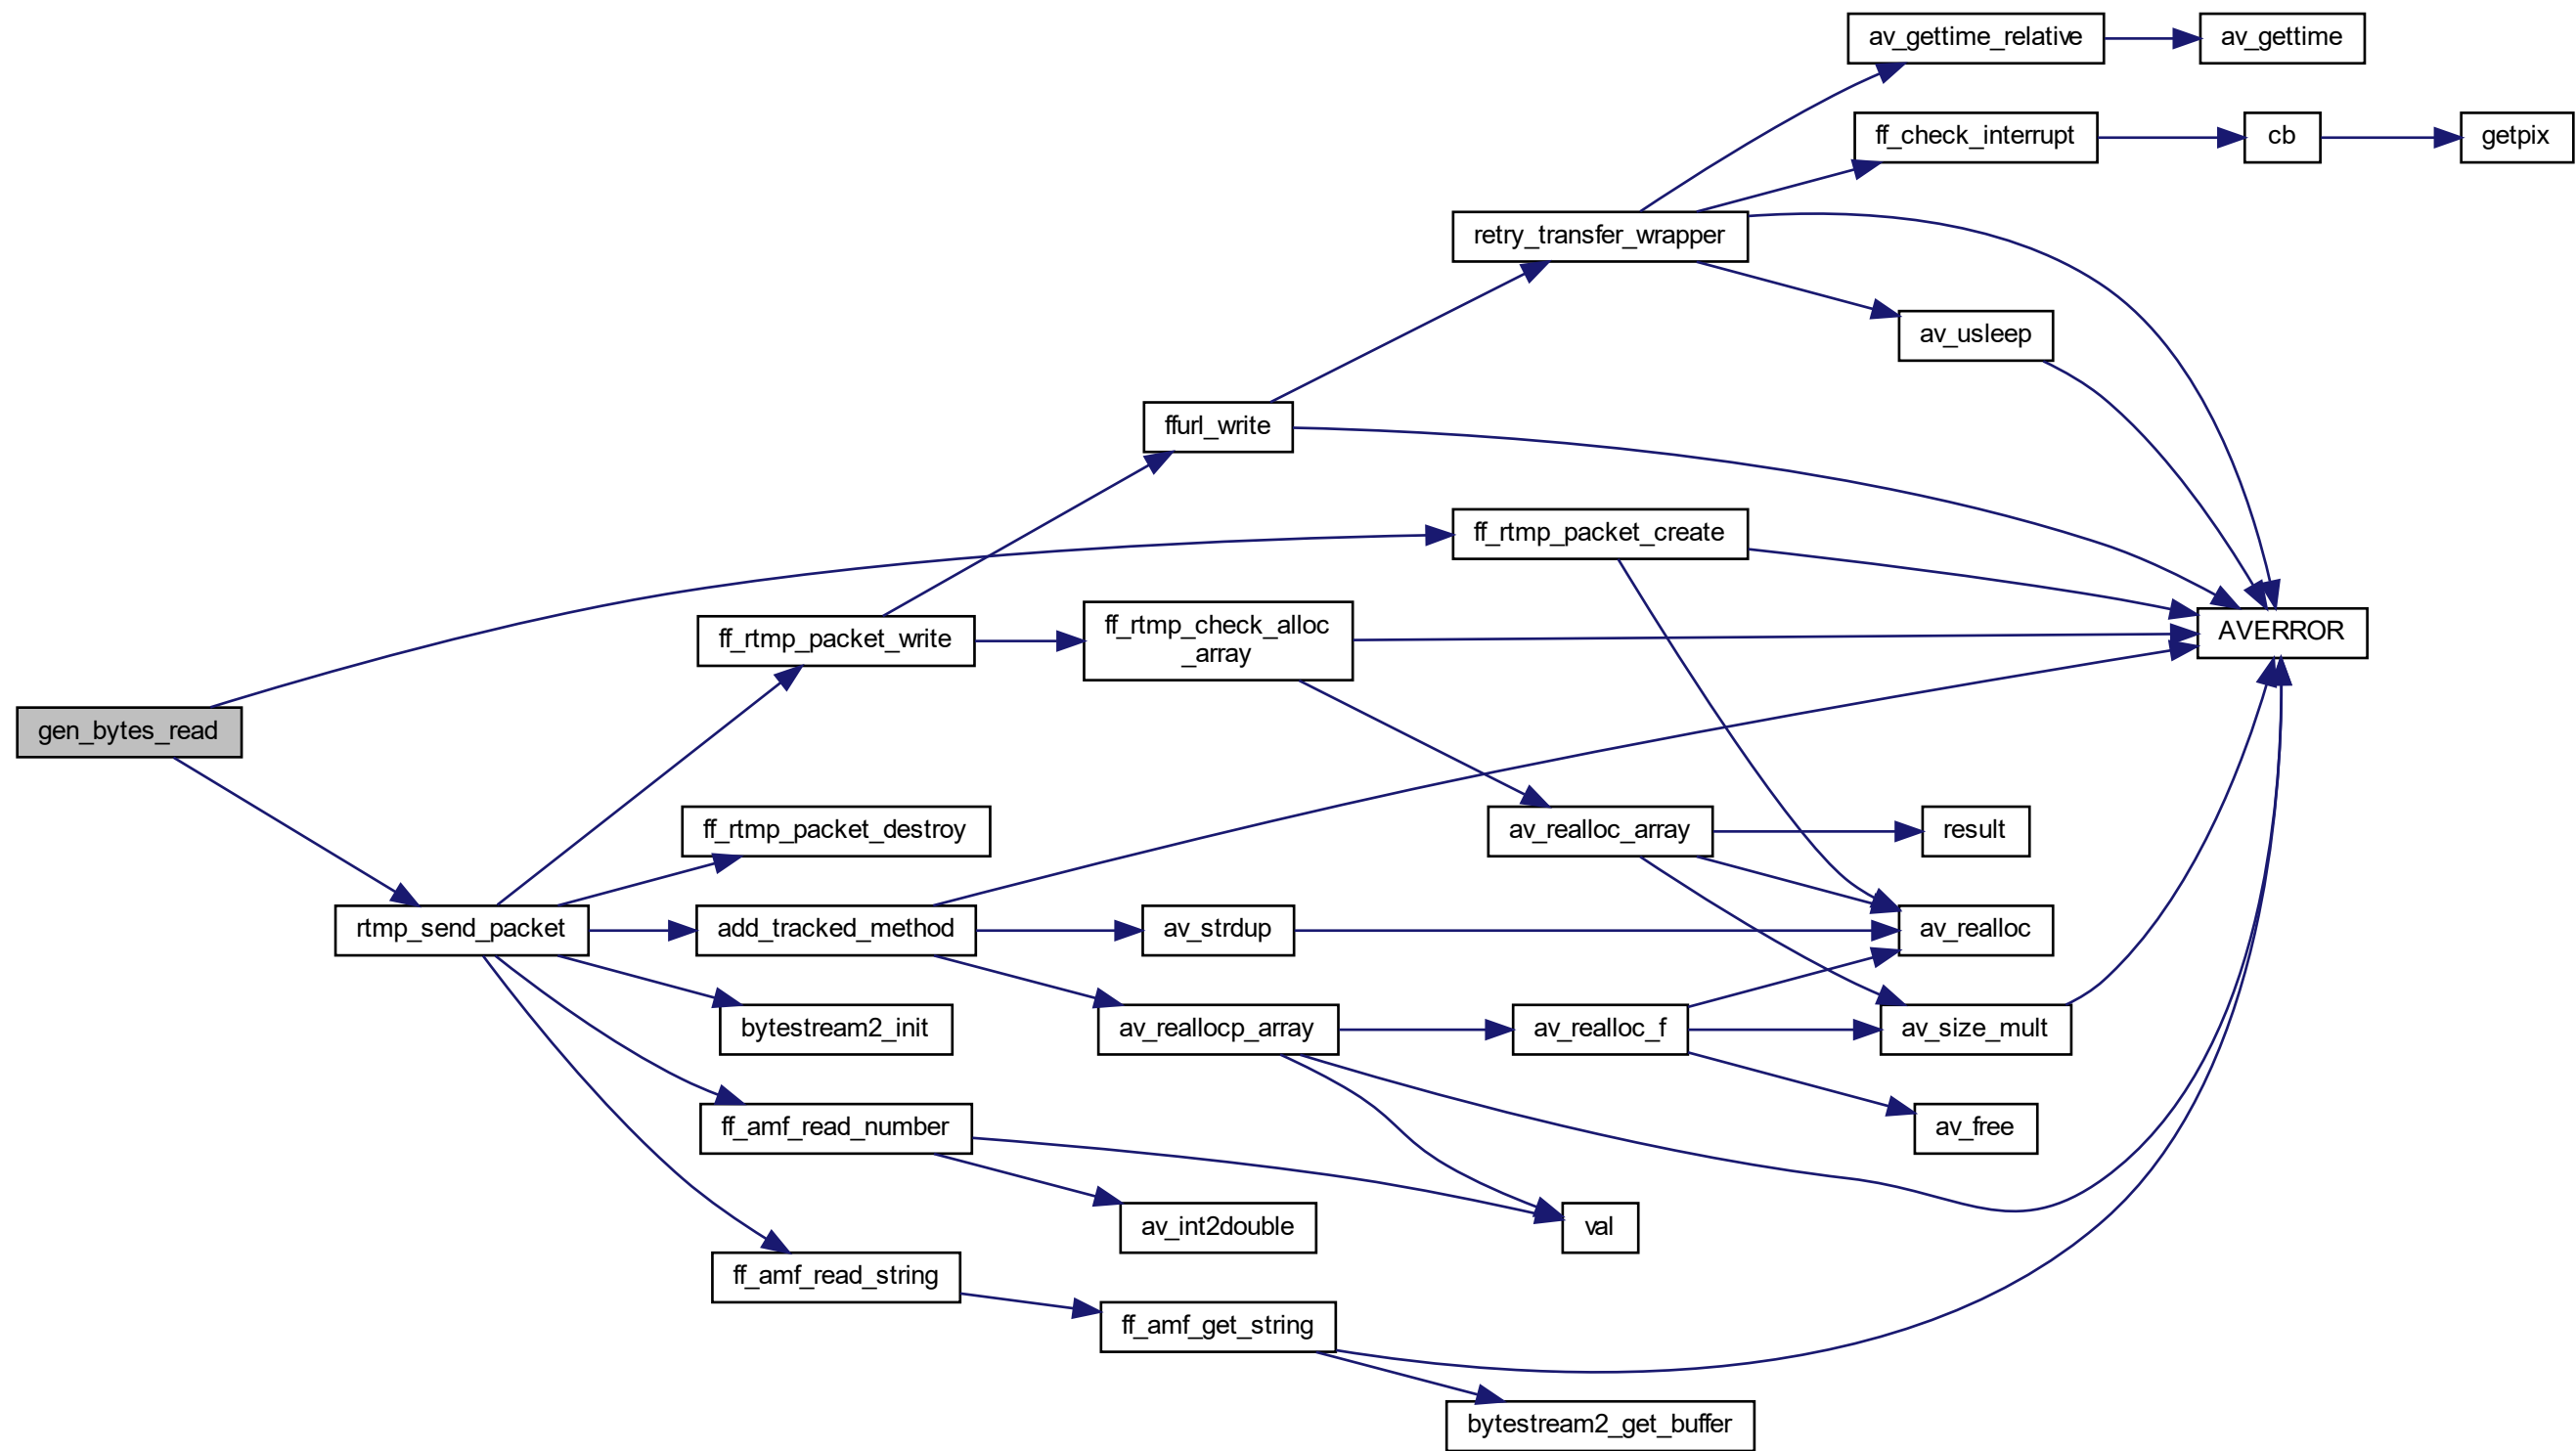 av_gettime_relative
av_gettime
ff_check_interrupt
cb
getpix
retry_transfer_wrapper
av_usleep
ffurl_write
ff_rtmp_packet_create
ff_rtmp_packet_write
ff_rtmp_check_alloc
_array
AVERROR
gen_bytes_read
ff_rtmp_packet_destroy
av_realloc_array
result
rtmp_send_packet
add_tracked_method
av_strdup
av_realloc
bytestream2_init
av_reallocp_array
av_realloc_f
av_size_mult
ff_amf_read_number
av_free
av_int2double
val
ff_amf_read_string
ff_amf_get_string
bytestream2_get_buffer